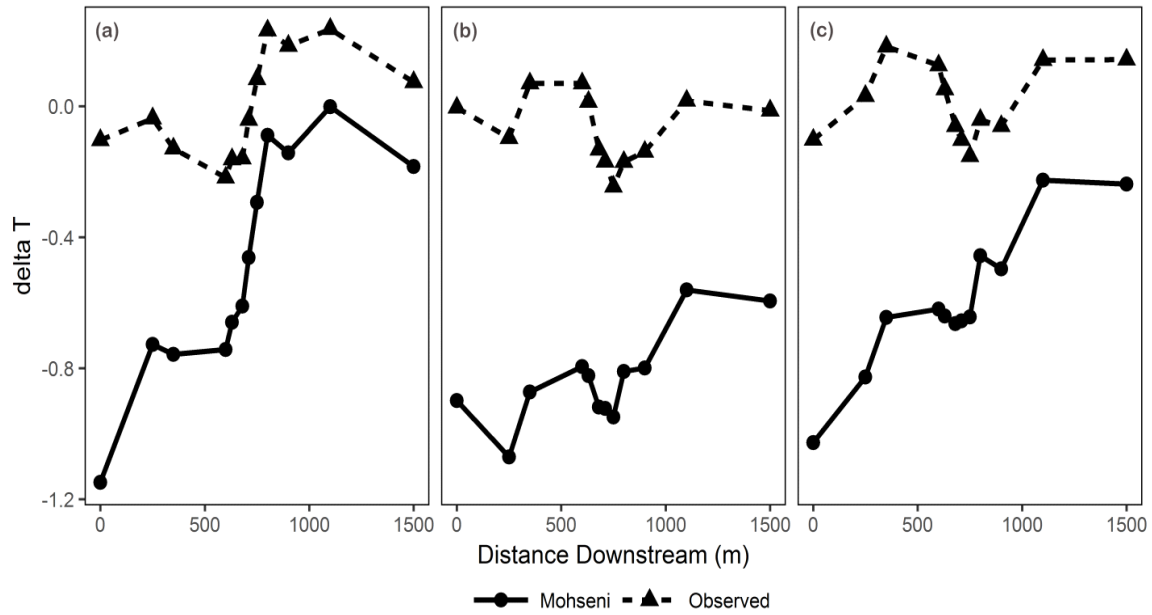 (a)
(b)
(c)
0.0
-0.4
-0.8
-1.2
delta T
0 500 1000 1500
0 500 1000 1500
0 500 1000 1500
Distance Downstream (m)
Mohseni Observed